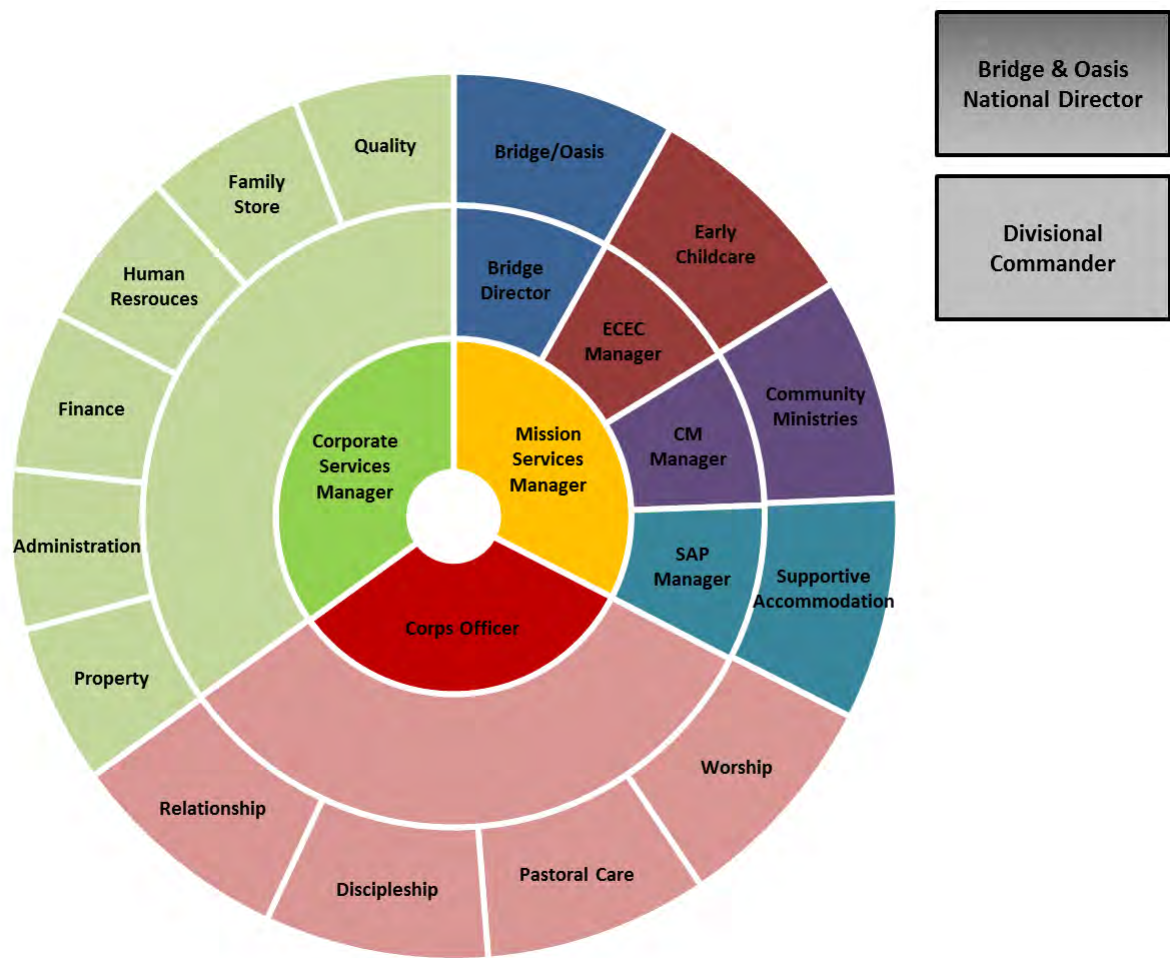 Bridge & Oasis
National Director
Divisional
Commander
Quality
Family
Store
Human
Resrouces
Finance
Administration
Property
Bridge/Oasis
Early
Childcare
Community
Ministries
Supportive
Accommodation
Bridge
Director
ECEC
Manager
CM
Manager
SAP
Manager
Corporate
Services
Manager
Mission
Services
Manager
Corps Officer
Relationship
Discipleship
Pastoral Care
Worship